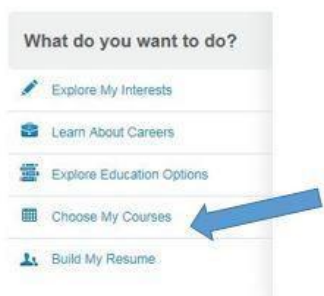 What do you want to do?
Explore My Interests
Learn About Careers
Explore Education Options
Choose My Courses
Build My Resume